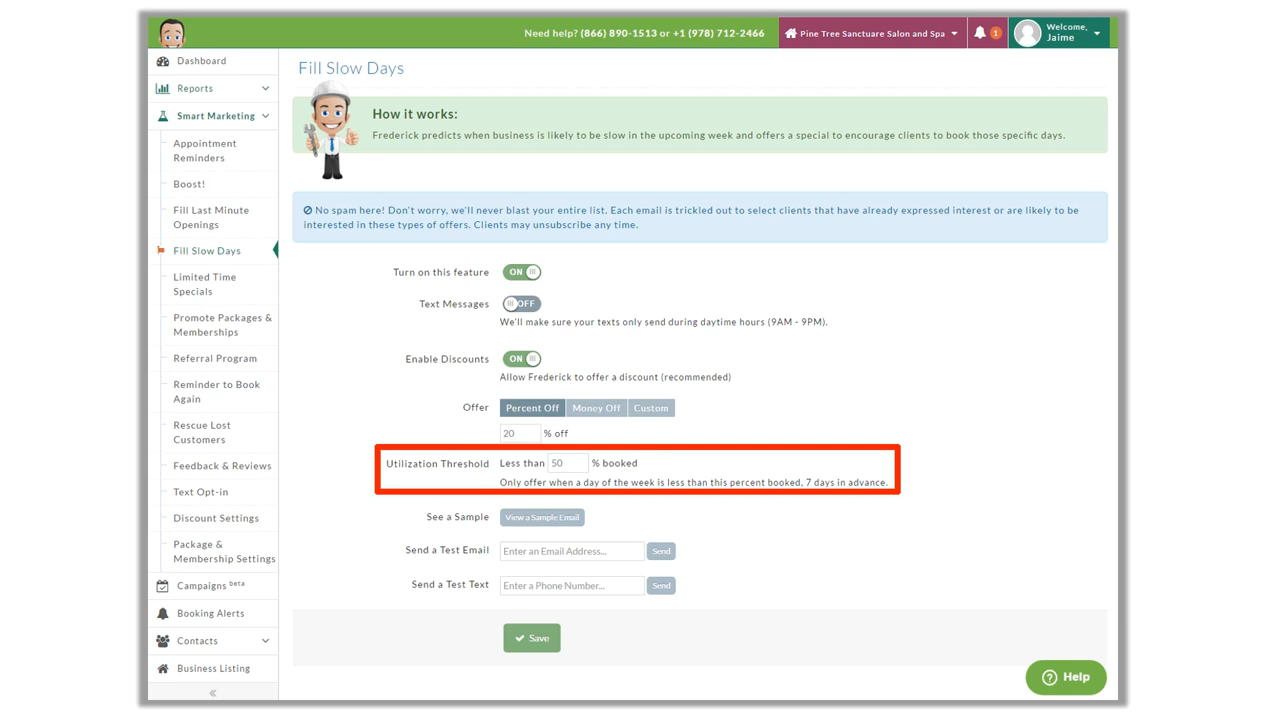 Need help? (866) 890-1513 or +1 (978) 712-2466
Pine Tree Sanctuare Salon and Spa
1
Welcome,
Jaime
Dashboard
Reports
Smart Marketing
Appointment
Reminders
Boost!
Fill Last Minute
Openings
Fill Slow Days
Limited Time
Specials
Promote Packages &
Memberships
Referral Program
Reminder to Book
Again
Rescue Lost
Customers
Feedback & Reviews
Text Opt-in
Discount Settings
Package &
Membership Settings
Campaigns beta
Booking Alerts
Contacts
Business Listing
Fill Slow Days
How it works:
Frederick predicts when business is likely to be slow in the upcoming week and offers a special to encourage clients to book those specific days.
No spam here! Don't worry, we'll never blast your entire list. Each email is trickled out to select clients that have already expressed interest or are likely to
interested in these types of offers. Clients may unsubscribe any time.
Turn on this feature ON
Text Messages OFF
We'll make sure your texts only send during daytime hours (9AM - 9PM).
Enable Discounts ON
Allow Frederick to offer a discount (recommended)
Offer Percent Off Money Off Custom
20 % off
Utilization Threshold Less than 50 % booked
Only offer when a day of the week is less than this percent booked, 7 days in advance.
See a Sample View a Sample Email
Send a Test Email Enter an Email Address... Send
Send a Test Text Enter a Phone Number... Send
Save
Help